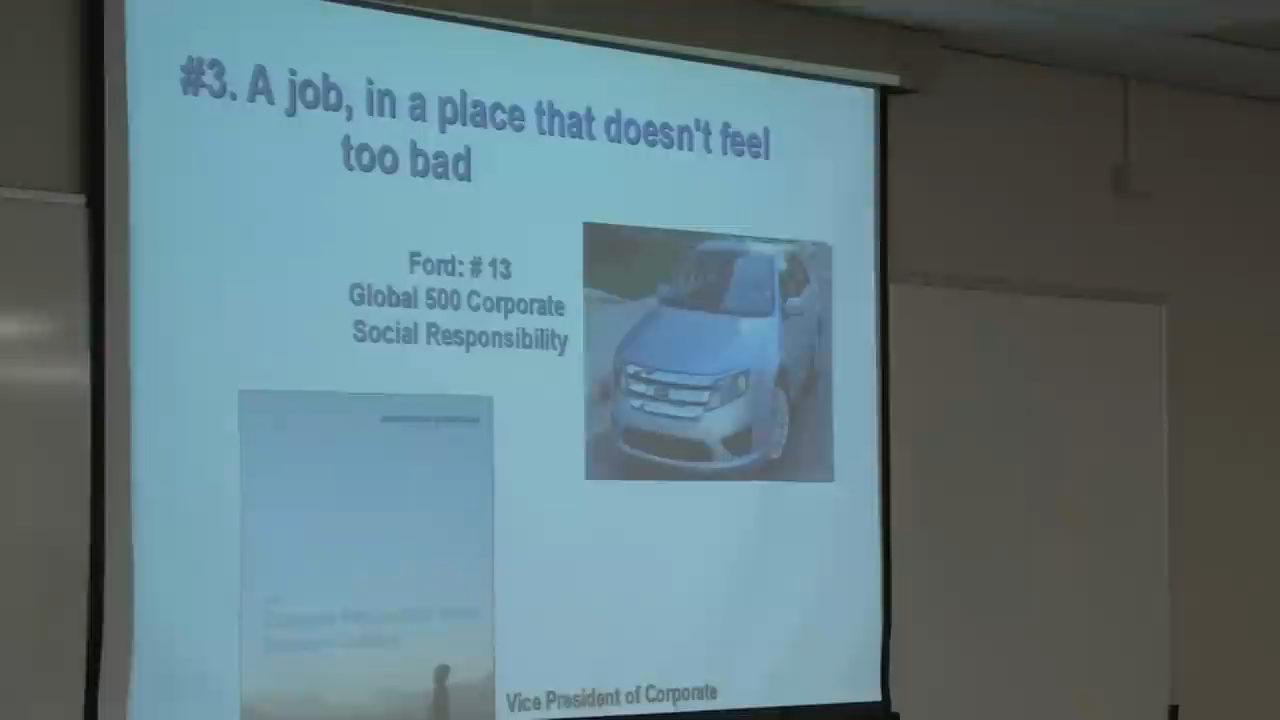 #3. A job, in a place that doesn't feel
too bad
Ford: # 13
Global 500 Corporate
Social Responsibility
Vice President of Corporate